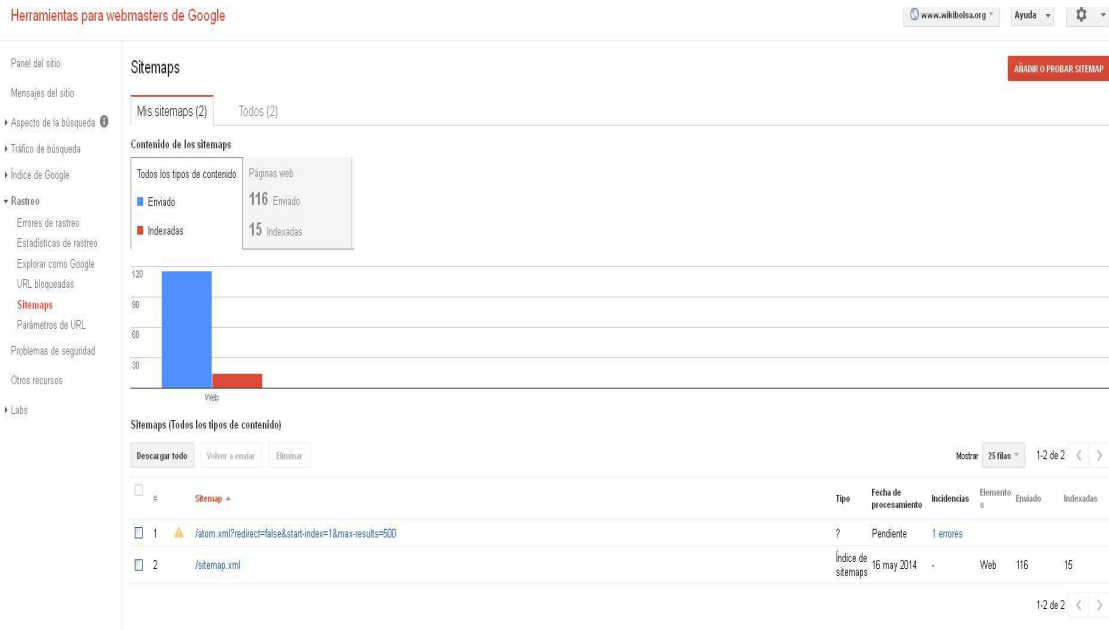 Herramientas para webmasters de Google
www.wikibolsa.org
Ayuda
Panel del sitio
Mensajes del sitio
Aspecto de la búsqueda
Tráfico de búsqueda
Índice de Google
Rastreo
Errores de rastreo
Estadísticas de rastreo
Explorar como Google
URL bloqueadas
Sitemaps
Parámetros de URL
Problemas de seguridad
Otros recursos
Labs
Sitemaps
AÑADIR O PROBAR SITEMAP
Mis sitemaps (2)
Todos (2)
Contenido de los sitemaps
Todos los tipos de contenido
Enviado
Indexadas
Páginas web
116 Enviado
15 Indexadas
120
90
60
30
Web
Sitemaps (Todos los tipos de contenido)
Descargar todo
Volver a enviar
Eliminar
Mostrar 25 filas 1-2 de 2
# Sitemap Tipo Fecha de procesamiento Incidencias Elementos Enviado Indexadas
1 /atom.xml?redirect=false&start-index=1&max-results=500 ? Pendiente 1 errores
2 /sitemap.xml Índice de sitemaps 16 may 2014 - Web 116 15
1-2 de 2